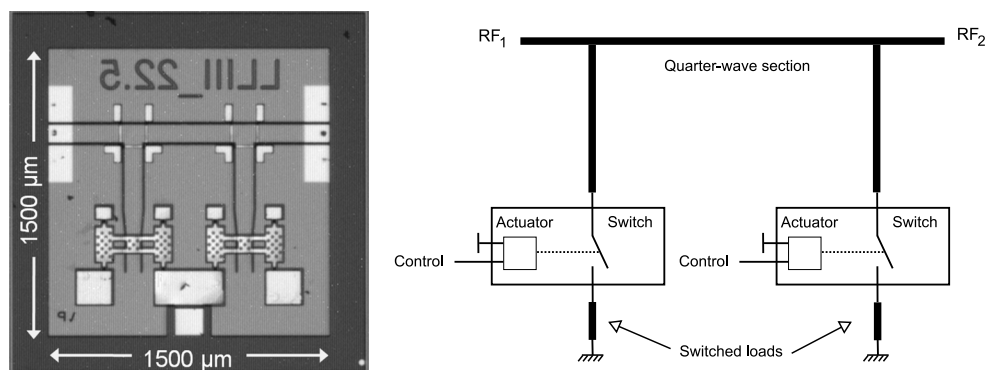 LLIII_22.5
1500 µm
1500 µm
LP
RF1
RF2
Quarter-wave section
Actuator
Switch
Control
Actuator
Switch
Control
Switched loads